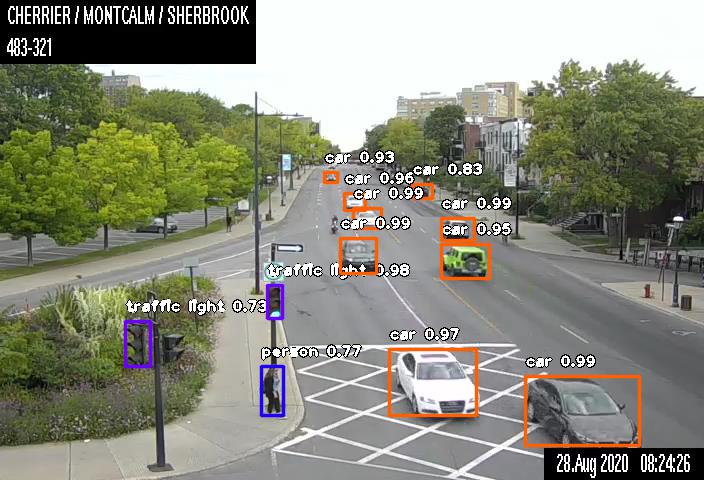 CHERRIER / MONTCALM / SHERBROOK
483-321
car 0.93
car 0.83
car 0.96
car 0.99
car 0.99
car 0.99
car 0.95
traffic light 0.98
traffic light 0.73
car 0.97
person 0.77
car 0.99
28.Aug 2020 08:24:26